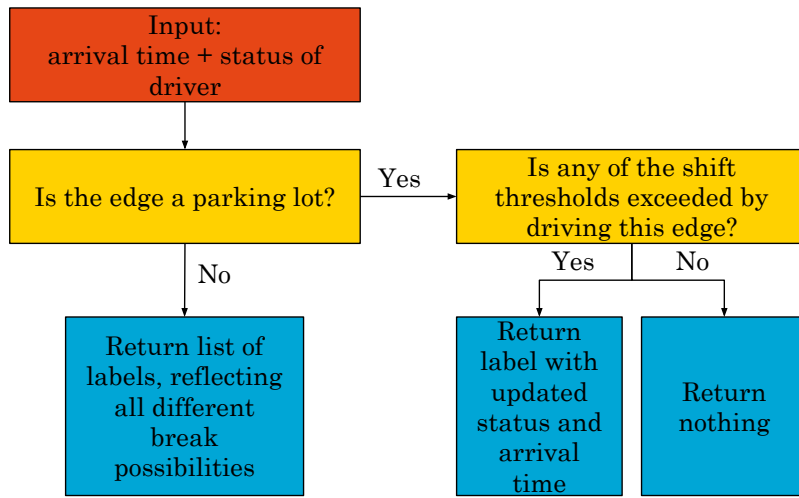 Input:
arrival time + status of
driver
Is the edge a parking lot?
Yes
Is any of the shift
thresholds exceeded by
driving this edge?
No
Yes
No
Return list of
labels, reflecting
all different
break
possibilities
Return
label with
updated
status and
arrival
time
Return
nothing